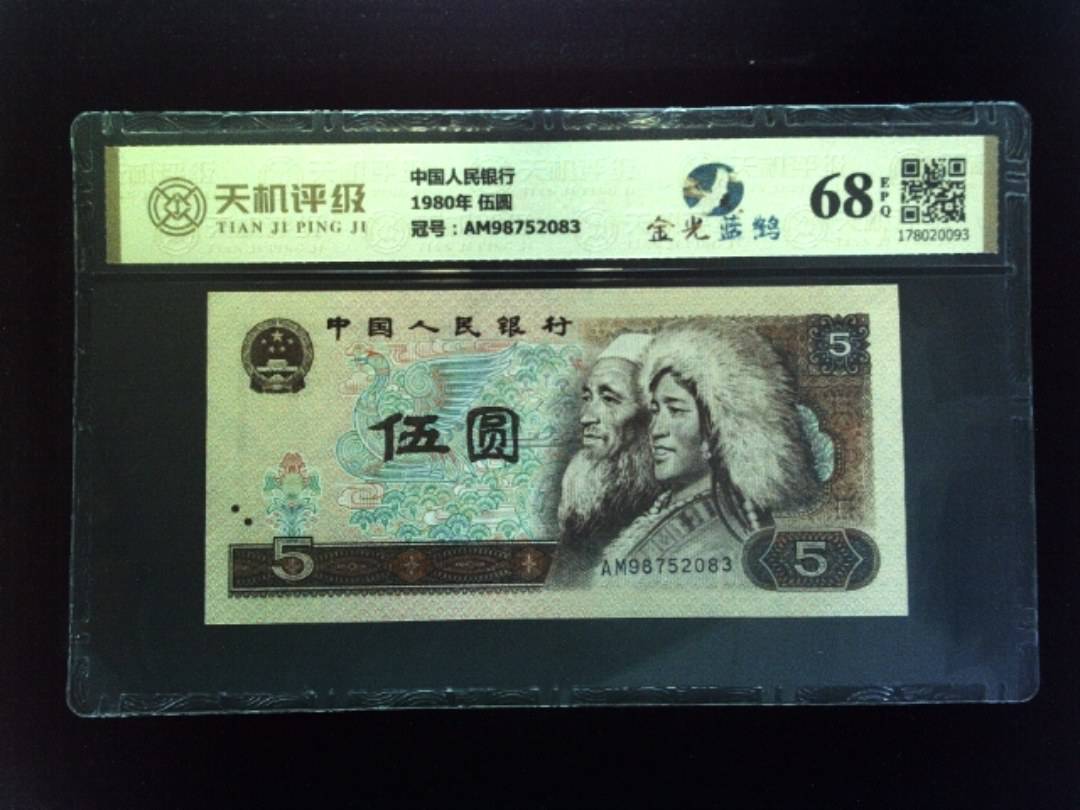 天机评级
TIAN JI PING JI
中国人民银行
1980年 伍圆
冠号：AM98752083
金光蓝鹤
68
EPQ
178020093
中国人民银行
5
伍圆
5
AM98752083
5